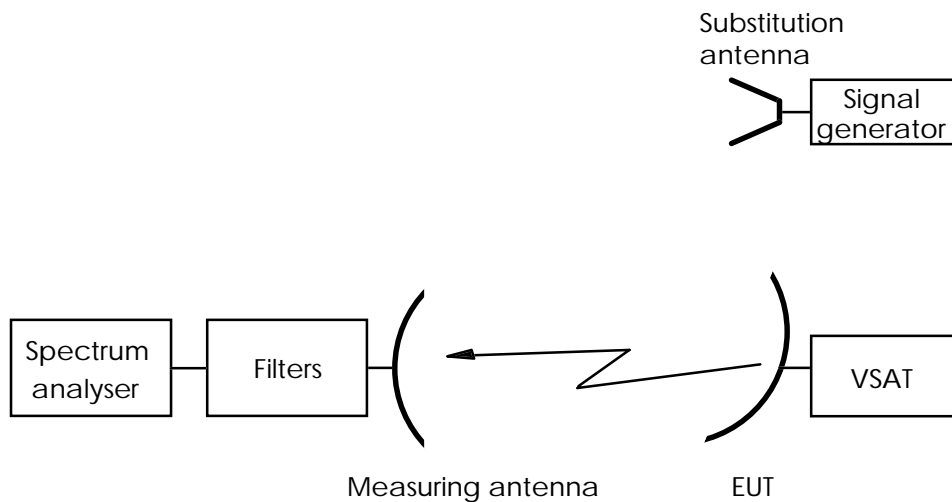 Substitution
antenna
Signal
generator
Spectrum
analyser
Filters
VSAT
Measuring antenna
EUT